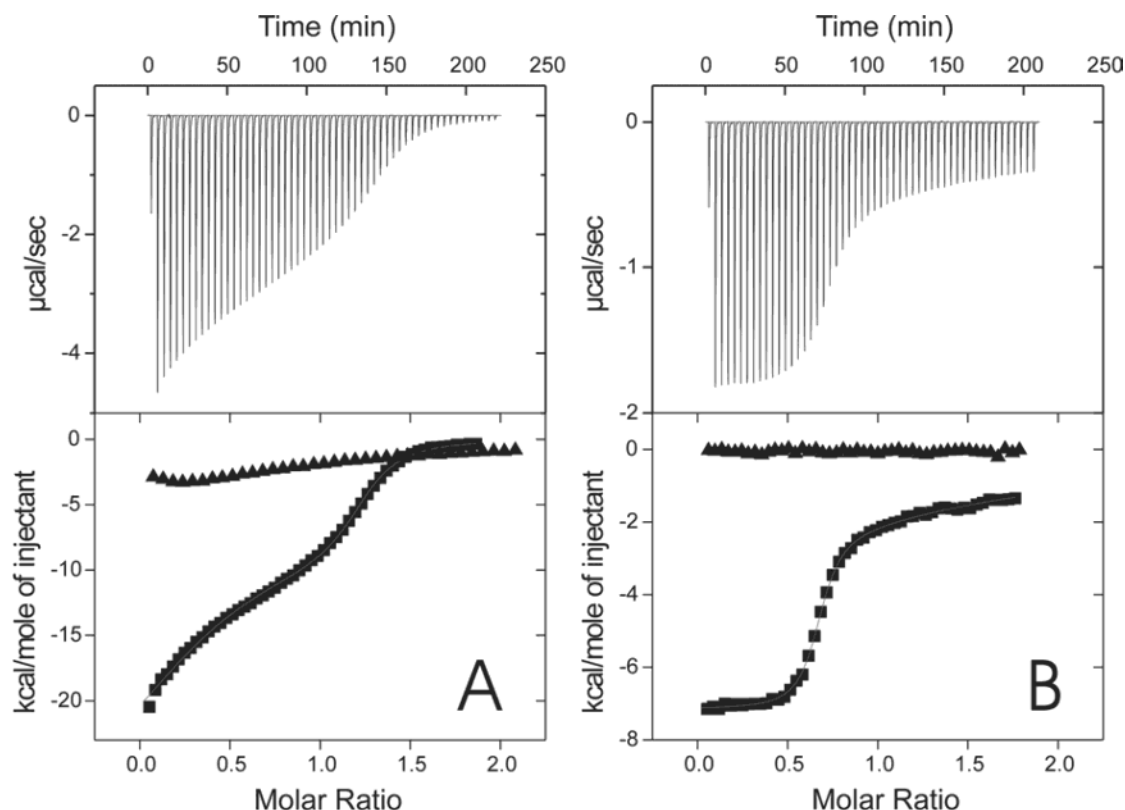 Time (min)
0 50 100 150 200 250
0
-2
-4
µcal/sec
0
-5
-10
-15
-20
kcal/mole of injectant
A
0.0 0.5 1.0 1.5 2.0
Molar Ratio
Time (min)
0 50 100 150 200 250
0
-1
-2
µcal/sec
0
-2
-4
-6
-8
kcal/mole of injectant
B
0.0 0.5 1.0 1.5 2.0
Molar Ratio